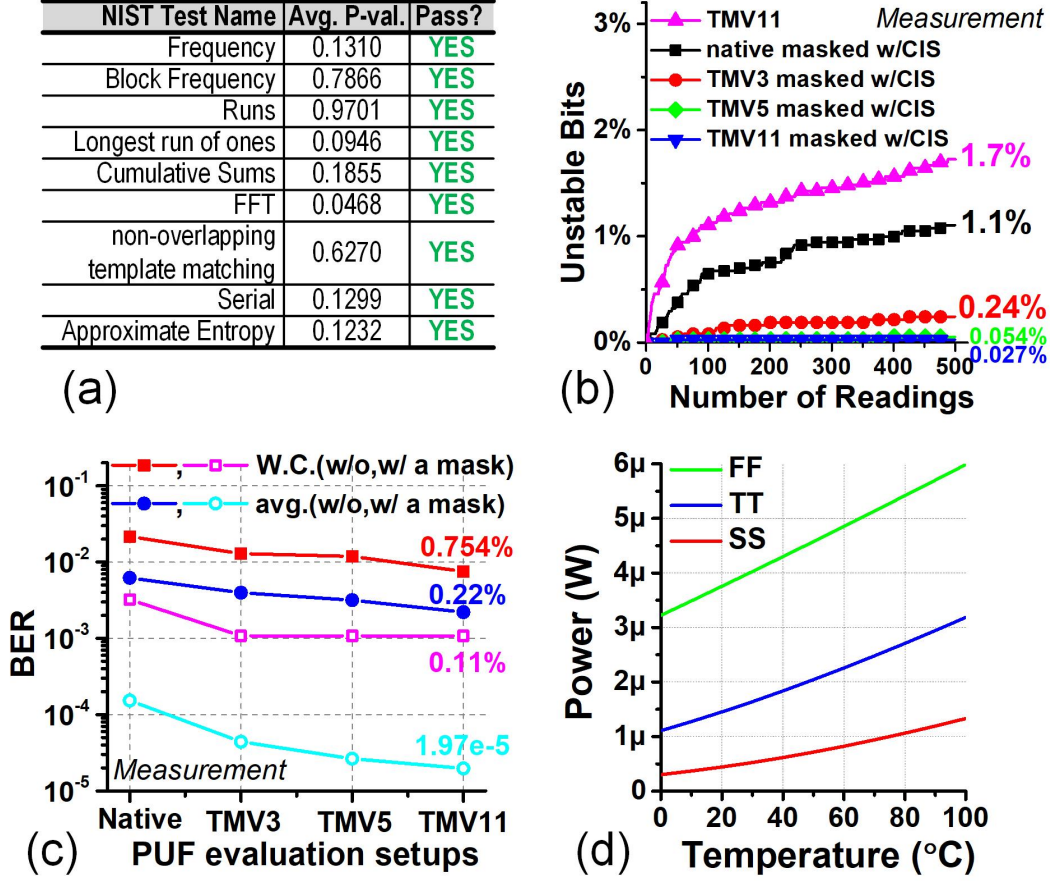 NIST Test Name Avg. P-val. Pass?
Frequency 0.1310 YES
Block Frequency 0.7866 YES
Runs 0.9701 YES
Longest run of ones 0.0946 YES
Cumulative Sums 0.1855 YES
FFT 0.0468 YES
non-overlapping
template matching 0.6270 YES
Serial 0.1299 YES
Approximate Entropy 0.1232 YES
(a)
3%
2%
1%
0%
Unstable Bits
Measurement
TMV11
native masked w/CIS
TMV3 masked w/CIS
TMV5 masked w/CIS
TMV11 masked w/CIS
1.7%
1.1%
0.24%
0.054%
0.027%
0 100 200 300 400 500
Number of Readings
(b)
10-1
10-2
10-3
10-4
10-5
BER
, W.C.(w/o,w/ a mask)
, avg.(w/o,w/ a mask)
0.754%
0.22%
0.11%
1.97e-5
Measurement
Native TMV3 TMV5 TMV11
PUF evaluation setups
(c)
6µ
5µ
4µ
3µ
2µ
1µ
0
Power (W)
FF
TT
SS
0 20 40 60 80 100
Temperature (°C)
(d)